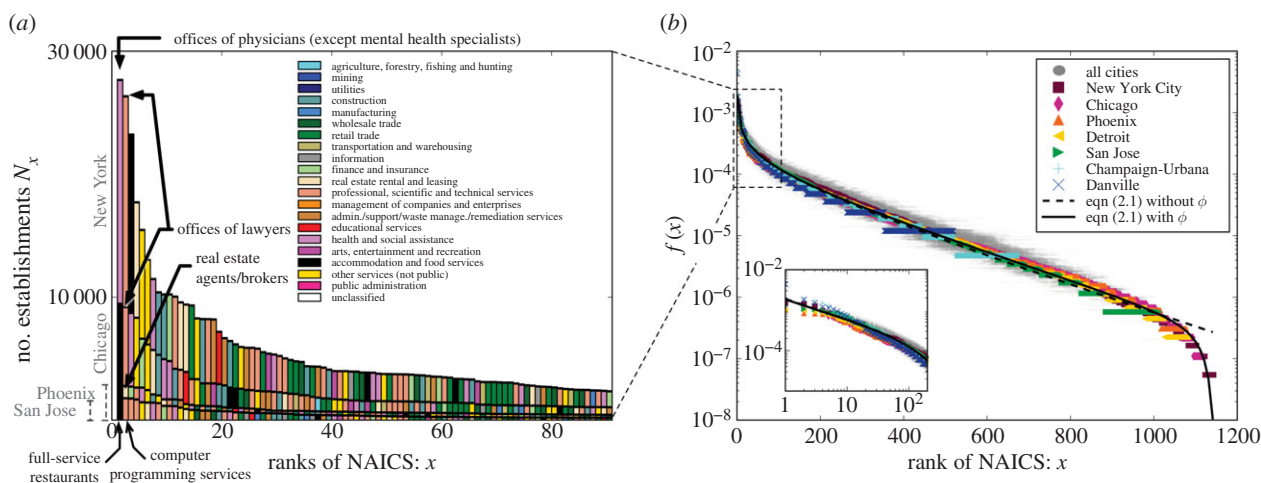 (a)
30 000
offices of physicians (except mental health specialists)
agriculture, forestry, fishing and hunting
mining
utilities
construction
manufacturing
wholesale trade
retail trade
transportation and warehousing
information
finance and insurance
real estate rental and leasing
professional, scientific and technical services
management of companies and enterprises
admin./support/waste manage./remediation services
educational services
health and social assistance
arts, entertainment and recreation
accommodation and food services
other services (not public)
public administration
unclassified
no. establishments Nx
New York
offices of lawyers
real estate
agents/brokers
10 000
Chicago
Phoenix
San Jose
0 20 40 60 80
full-service
restaurants
computer
programming services
ranks of NAICS: x
(b)
10−2
10−3
10−4
10−5
10−6
10−7
10−8
f (x)
all cities
New York City
Chicago
Phoenix
Detroit
San Jose
Champaign-Urbana
Danville
eqn (2.1) without ϕ
eqn (2.1) with ϕ
10−2
10−4
1 10 102
0 200 400 600 800 1000 1200
rank of NAICS: x